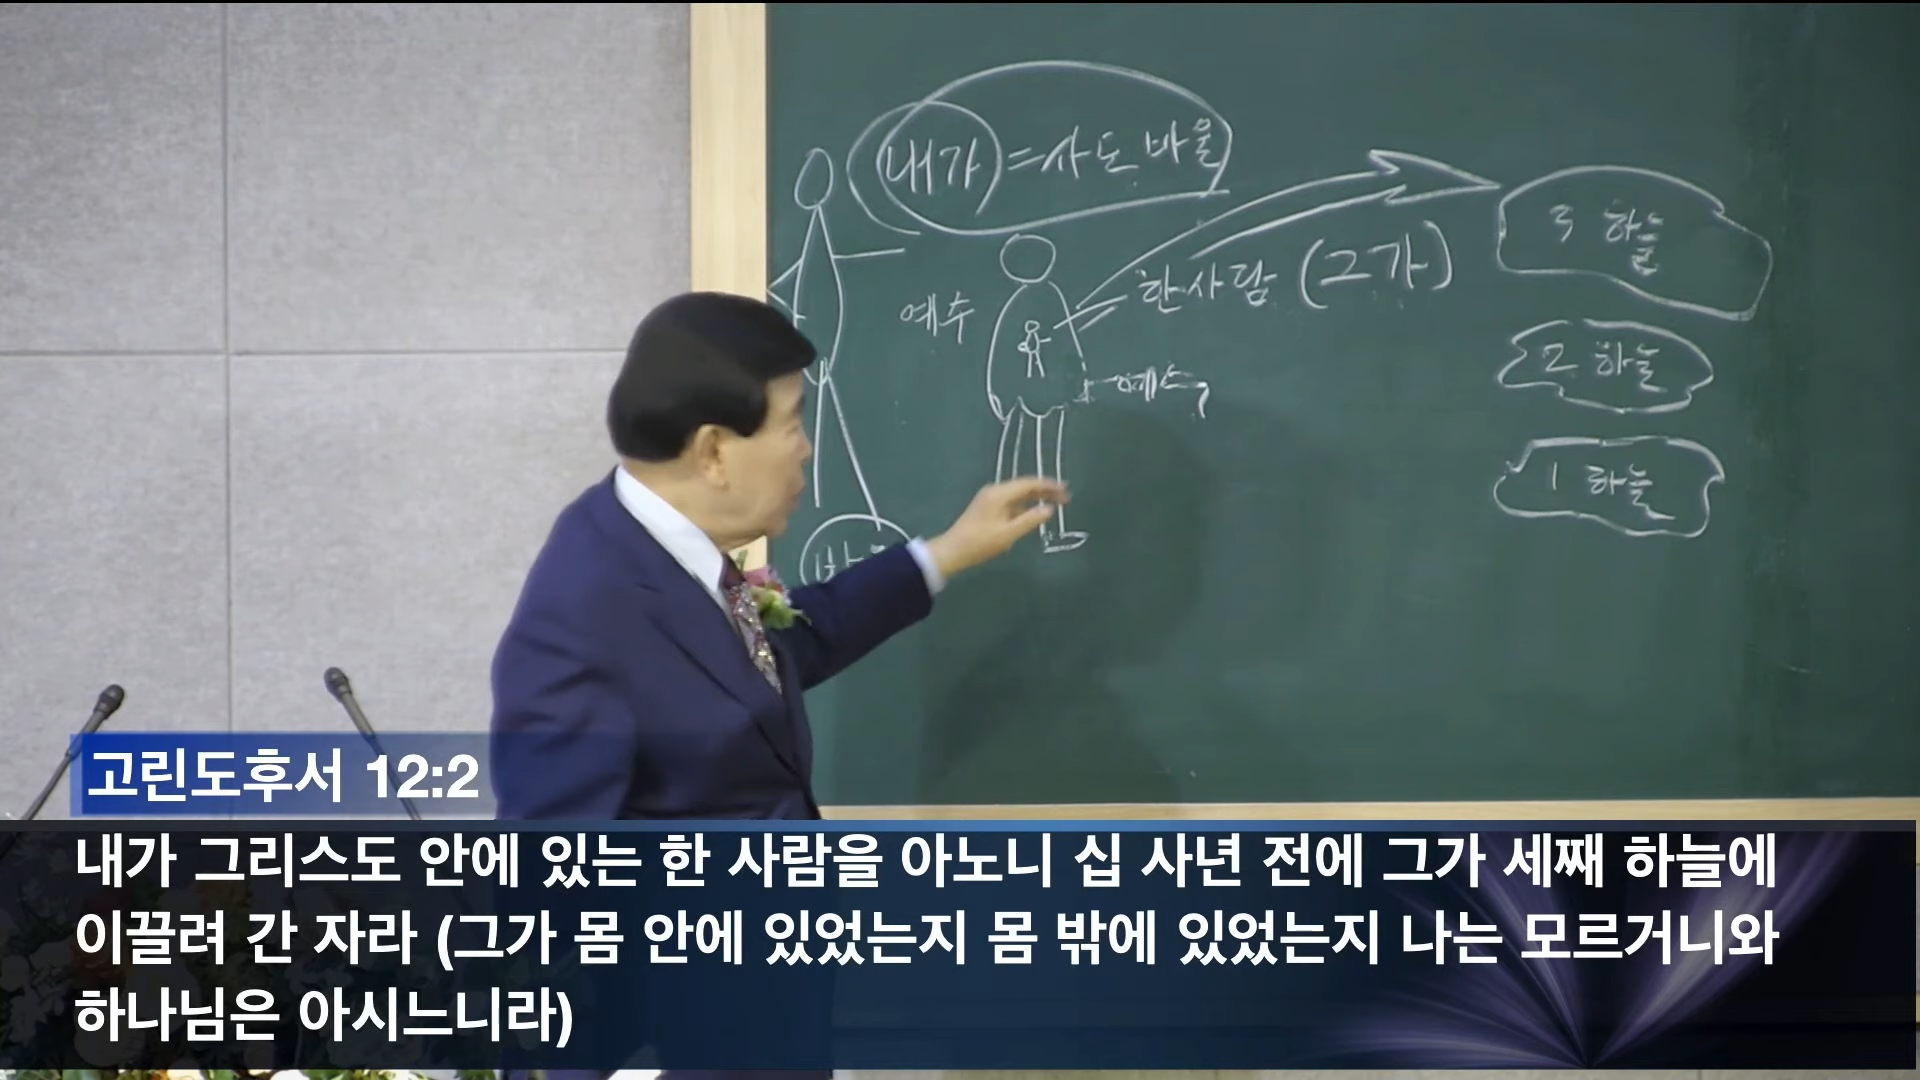 내가 = 사도 바울
한사람 (그가)
예수
예수
3 하늘
2 하늘
1 하늘
고린도후서 12:2
내가 그리스도 안에 있는 한 사람을 아노니 십 사년 전에 그가 세째 하늘에
이끌려 간 자라 (그가 몸 안에 있었는지 몸 밖에 있었는지 나는 모르거니와
하나님은 아시느니라)